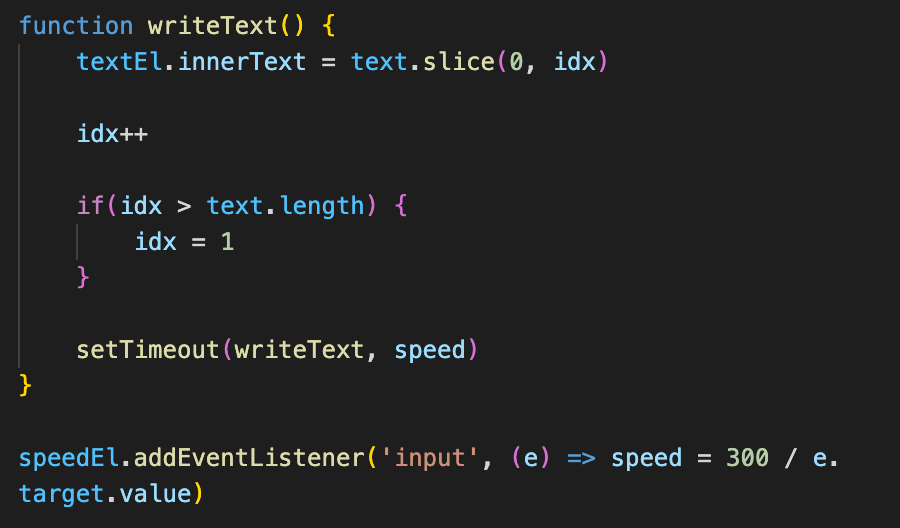 function writeText() {
    textEl.innerText = text.slice(0, idx)

    idx++

    if(idx > text.length) {
        idx = 1
    }

    setTimeout(writeText, speed)
}

speedEl.addEventListener('input', (e) => speed = 300 / e.
target.value)